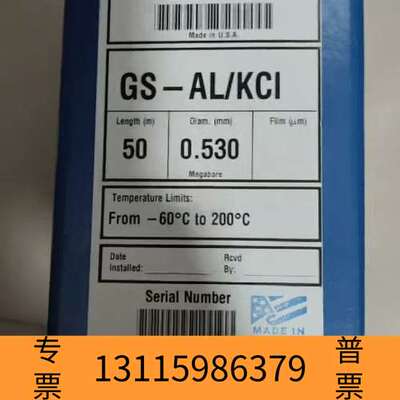 Made in U.S.A.
GS-AL/KCl
Length (m) Diam. (mm) Film (μm)
50 0.530
Megabore
Temperature Limits:
From -60°C to 200°C
Date Installed: Rcvd By:
Serial Number
MADE IN
专票 13115986379 普票